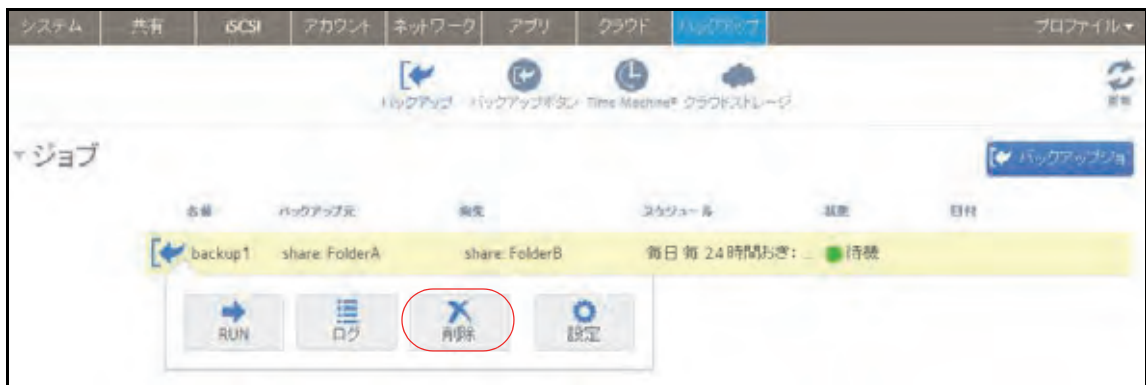 システム 共有 iSCSI アカウント ネットワーク アプリ クラウド バックアップ プロファイル▼
バックアップ バックアップボタン Time Machine® クラウドストレージ 更新
▼ ジョブ
バックアップジョ
名前 バックアップ元 宛先 スケジュール 状態 日付
backup1 share: FolderA share: FolderB 毎日 毎 24時間おき: ... 待機
RUN ログ 削除 設定